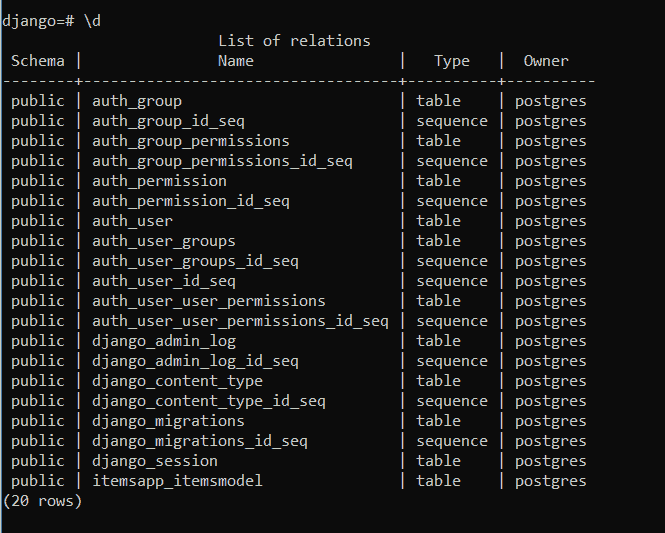 django=# \d
                       List of relations
 Schema |              Name              |   Type   |  Owner
--------+--------------------------------+----------+----------
 public | auth_group                     | table    | postgres
 public | auth_group_id_seq              | sequence | postgres
 public | auth_group_permissions         | table    | postgres
 public | auth_group_permissions_id_seq  | sequence | postgres
 public | auth_permission                | table    | postgres
 public | auth_permission_id_seq         | sequence | postgres
 public | auth_user                      | table    | postgres
 public | auth_user_groups               | table    | postgres
 public | auth_user_groups_id_seq        | sequence | postgres
 public | auth_user_id_seq               | sequence | postgres
 public | auth_user_user_permissions     | table    | postgres
 public | auth_user_user_permissions_id_seq | sequence | postgres
 public | django_admin_log               | table    | postgres
 public | django_admin_log_id_seq        | sequence | postgres
 public | django_content_type            | table    | postgres
 public | django_content_type_id_seq     | sequence | postgres
 public | django_migrations              | table    | postgres
 public | django_migrations_id_seq       | sequence | postgres
 public | django_session                 | table    | postgres
 public | itemsapp_itemsmodel            | table    | postgres
(20 rows)